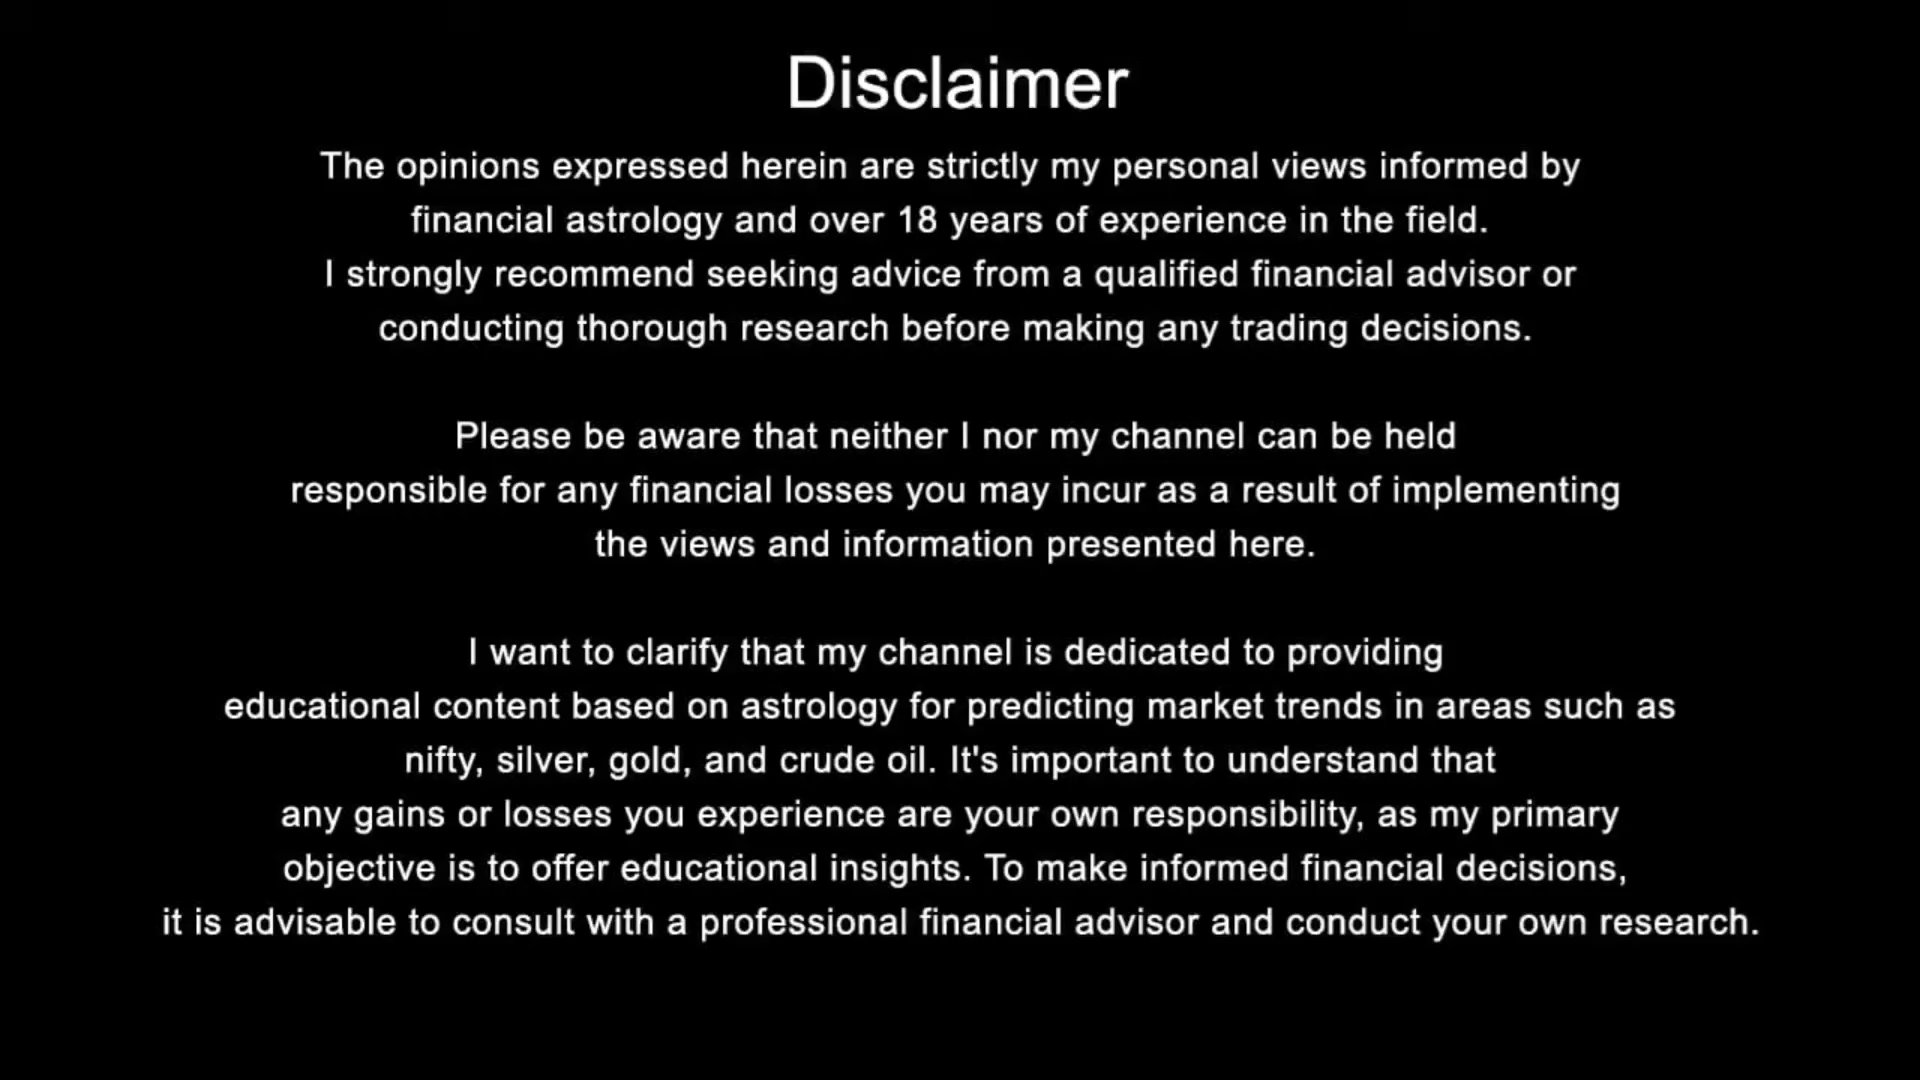 Disclaimer
The opinions expressed herein are strictly my personal views informed by
financial astrology and over 18 years of experience in the field.
I strongly recommend seeking advice from a qualified financial advisor or
conducting thorough research before making any trading decisions.
Please be aware that neither I nor my channel can be held
responsible for any financial losses you may incur as a result of implementing
the views and information presented here.
I want to clarify that my channel is dedicated to providing
educational content based on astrology for predicting market trends in areas such as
nifty, silver, gold, and crude oil. It's important to understand that
any gains or losses you experience are your own responsibility, as my primary
objective is to offer educational insights. To make informed financial decisions,
it is advisable to consult with a professional financial advisor and conduct your own research.